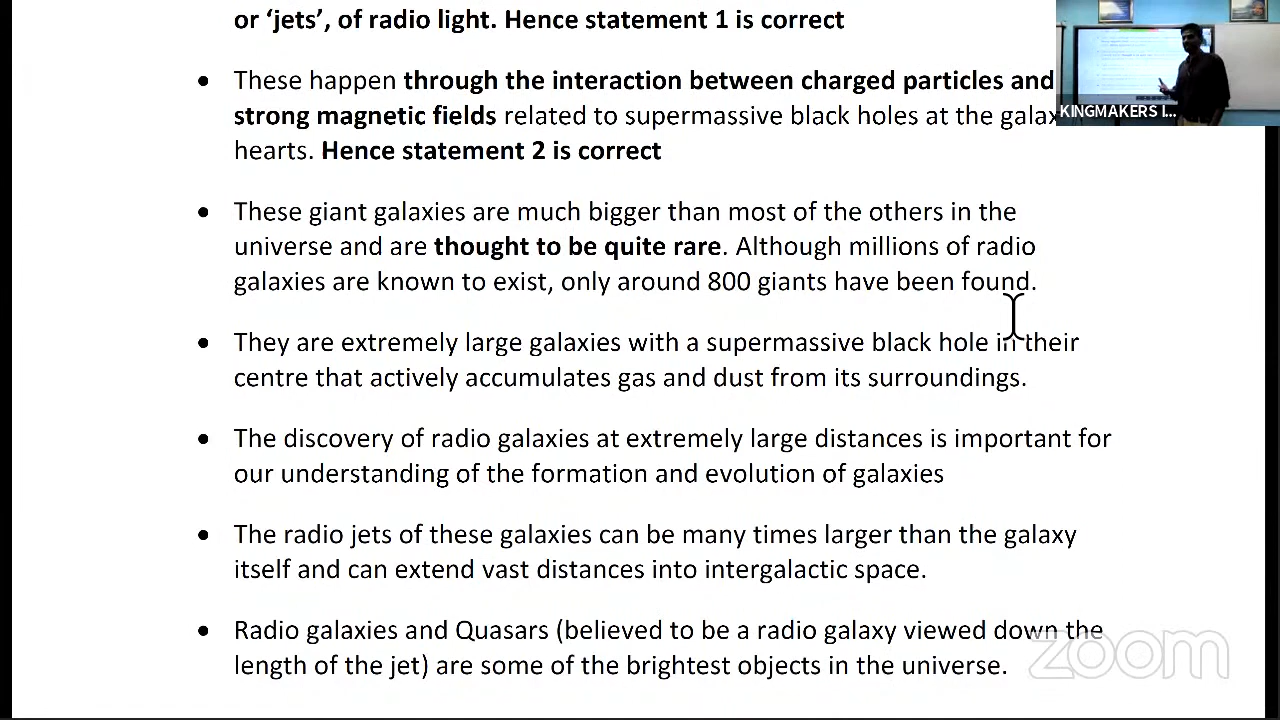 or ‘jets’, of radio light. Hence statement 1 is correct
• These happen through the interaction between charged particles and
strong magnetic fields related to supermassive black holes at the galax
hearts. Hence statement 2 is correct
• These giant galaxies are much bigger than most of the others in the
universe and are thought to be quite rare. Although millions of radio
galaxies are known to exist, only around 800 giants have been found.
• They are extremely large galaxies with a supermassive black hole in their
centre that actively accumulates gas and dust from its surroundings.
• The discovery of radio galaxies at extremely large distances is important for
our understanding of the formation and evolution of galaxies
• The radio jets of these galaxies can be many times larger than the galaxy
itself and can extend vast distances into intergalactic space.
• Radio galaxies and Quasars (believed to be a radio galaxy viewed down the
length of the jet) are some of the brightest objects in the universe.
KINGMAKERS I...
zoom